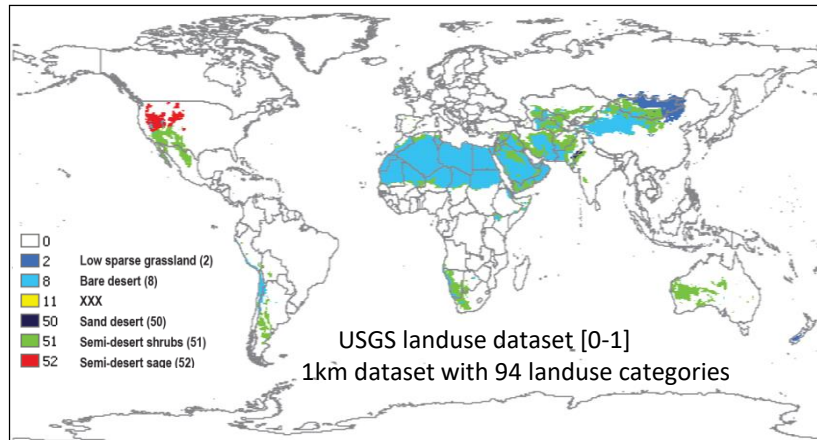 0
2 Low sparse grassland (2)
8 Bare desert (8)
11 XXX
50 Sand desert (50)
51 Semi-desert shrubs (51)
52 Semi-desert sage (52)
USGS landuse dataset [0-1]
1km dataset with 94 landuse categories